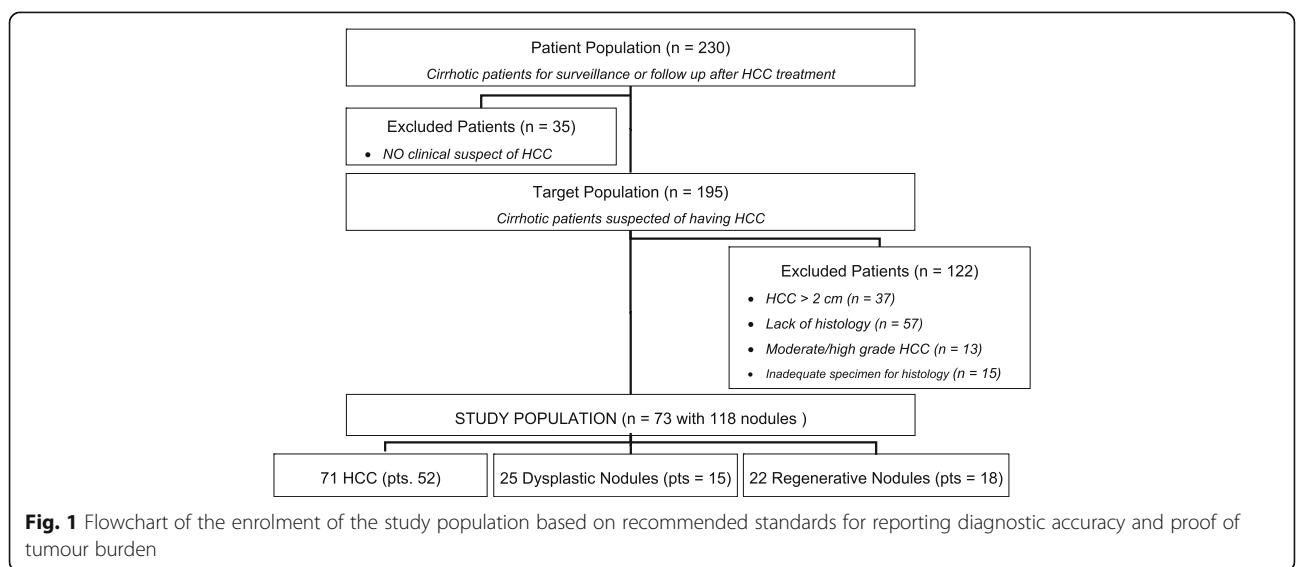 Patient Population (n = 230)
Cirrhotic patients for surveillance or follow up after HCC treatment
Excluded Patients (n = 35)
• NO clinical suspect of HCC
Target Population (n = 195)
Cirrhotic patients suspected of having HCC
Excluded Patients (n = 122)
• HCC > 2 cm (n = 37)
• Lack of histology (n = 57)
• Moderate/high grade HCC (n = 13)
• Inadequate specimen for histology (n = 15)
STUDY POPULATION (n = 73 with 118 nodules )
71 HCC (pts. 52)
25 Dysplastic Nodules (pts = 15)
22 Regenerative Nodules (pts = 18)
Fig. 1 Flowchart of the enrolment of the study population based on recommended standards for reporting diagnostic accuracy and proof of
tumour burden